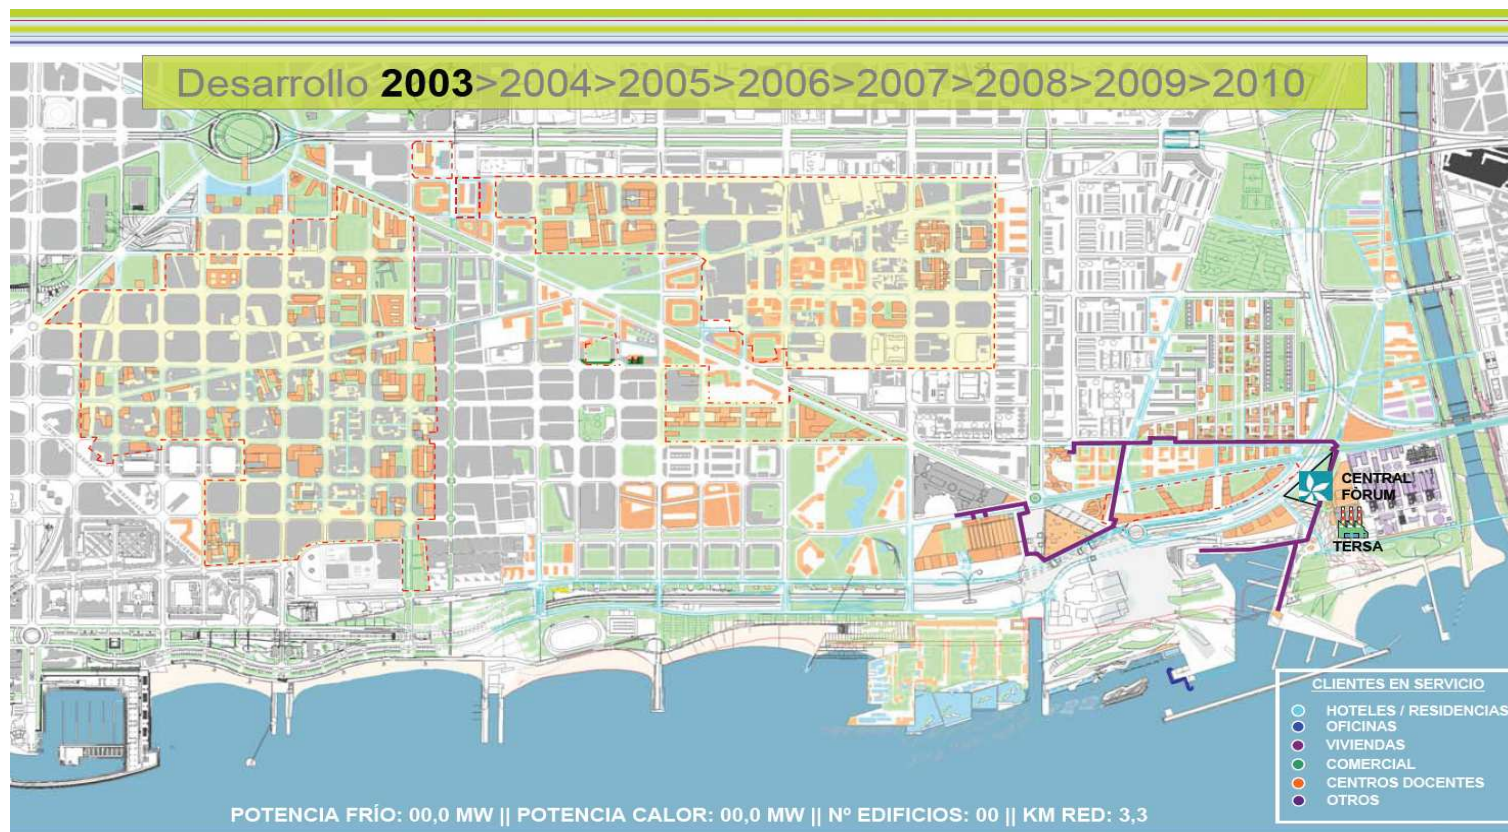 Desarrollo 2003>2004>2005>2006>2007>2008>2009>2010
CENTRAL
FÒRUM
TERSA
CLIENTES EN SERVICIO
HOTELES / RESIDENCIAS
OFICINAS
VIVIENDAS
COMERCIAL
CENTROS DOCENTES
OTROS
POTENCIA FRÍO: 00,0 MW || POTENCIA CALOR: 00,0 MW || Nº EDIFICIOS: 00 || KM RED: 3,3